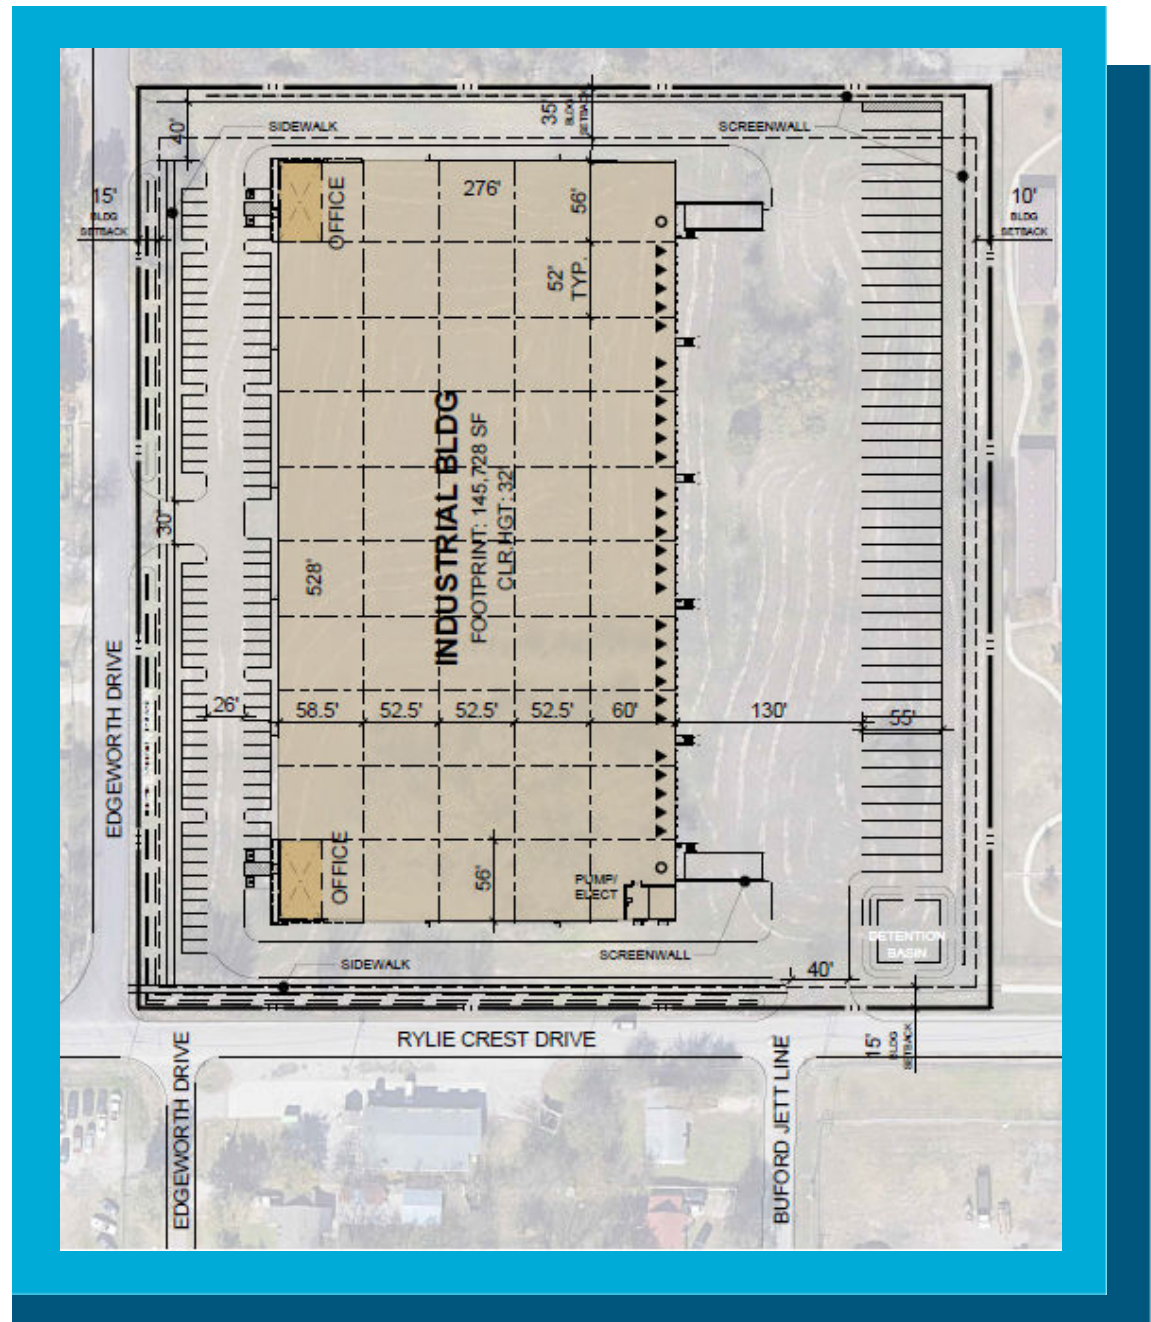 35'
BLDG
SETBACK
40'
SIDEWALK
SCREENWALL
15'
BLDG
SETBACK
OFFICE
276'
56'
10'
BLDG
SETBACK
52'
TYP.
INDUSTRIAL BLDG
FOOTPRINT: 145,728 SF
CLR.HGT: 32'
30'
528'
EDGEWORTH DRIVE
26'
58.5'
52.5'
52.5'
52.5'
60'
130'
55'
OFFICE
56'
PUMP/
ELECT
DETENTION
BASIN
SIDEWALK
SCREENWALL
40'
RYLIE CREST DRIVE
15'
BLDG
SETBACK
EDGEWORTH DRIVE
BUFORD JETT LINE